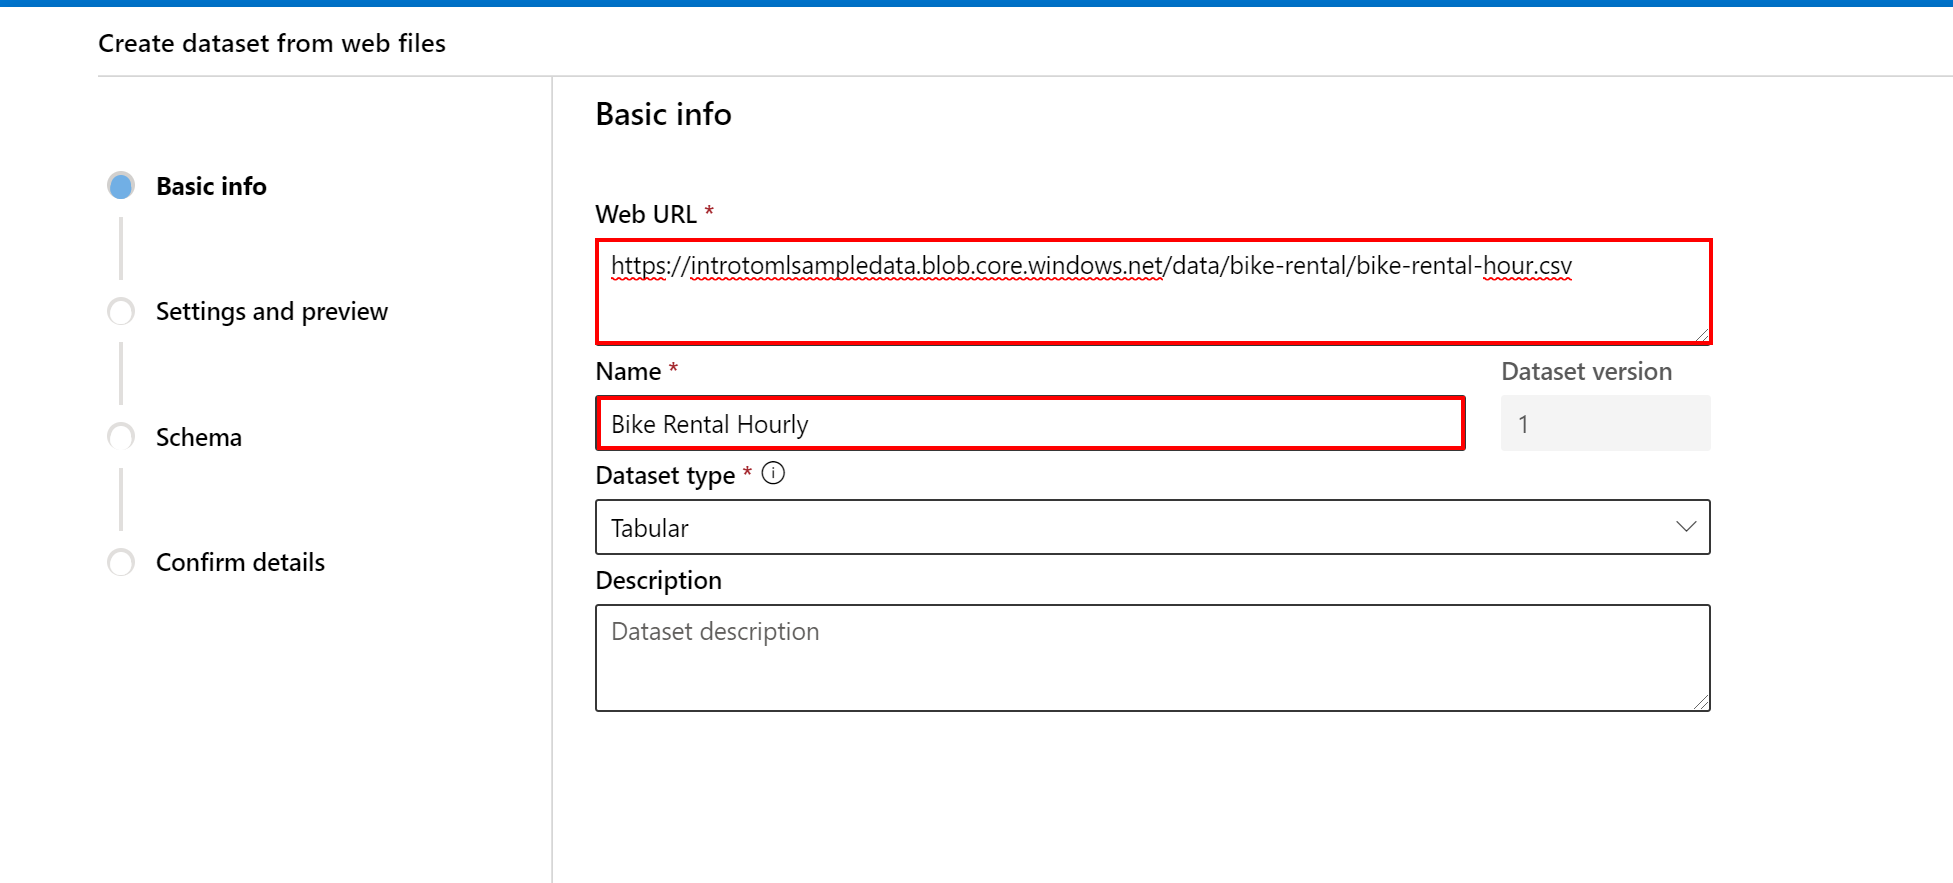 Create dataset from web files
Basic info
Settings and preview
Schema
Confirm details
Basic info
Web URL *
https://introtomlsampledata.blob.core.windows.net/data/bike-rental/bike-rental-hour.csv
Name *
Dataset version
Bike Rental Hourly
1
Dataset type *
Tabular
Description
Dataset description